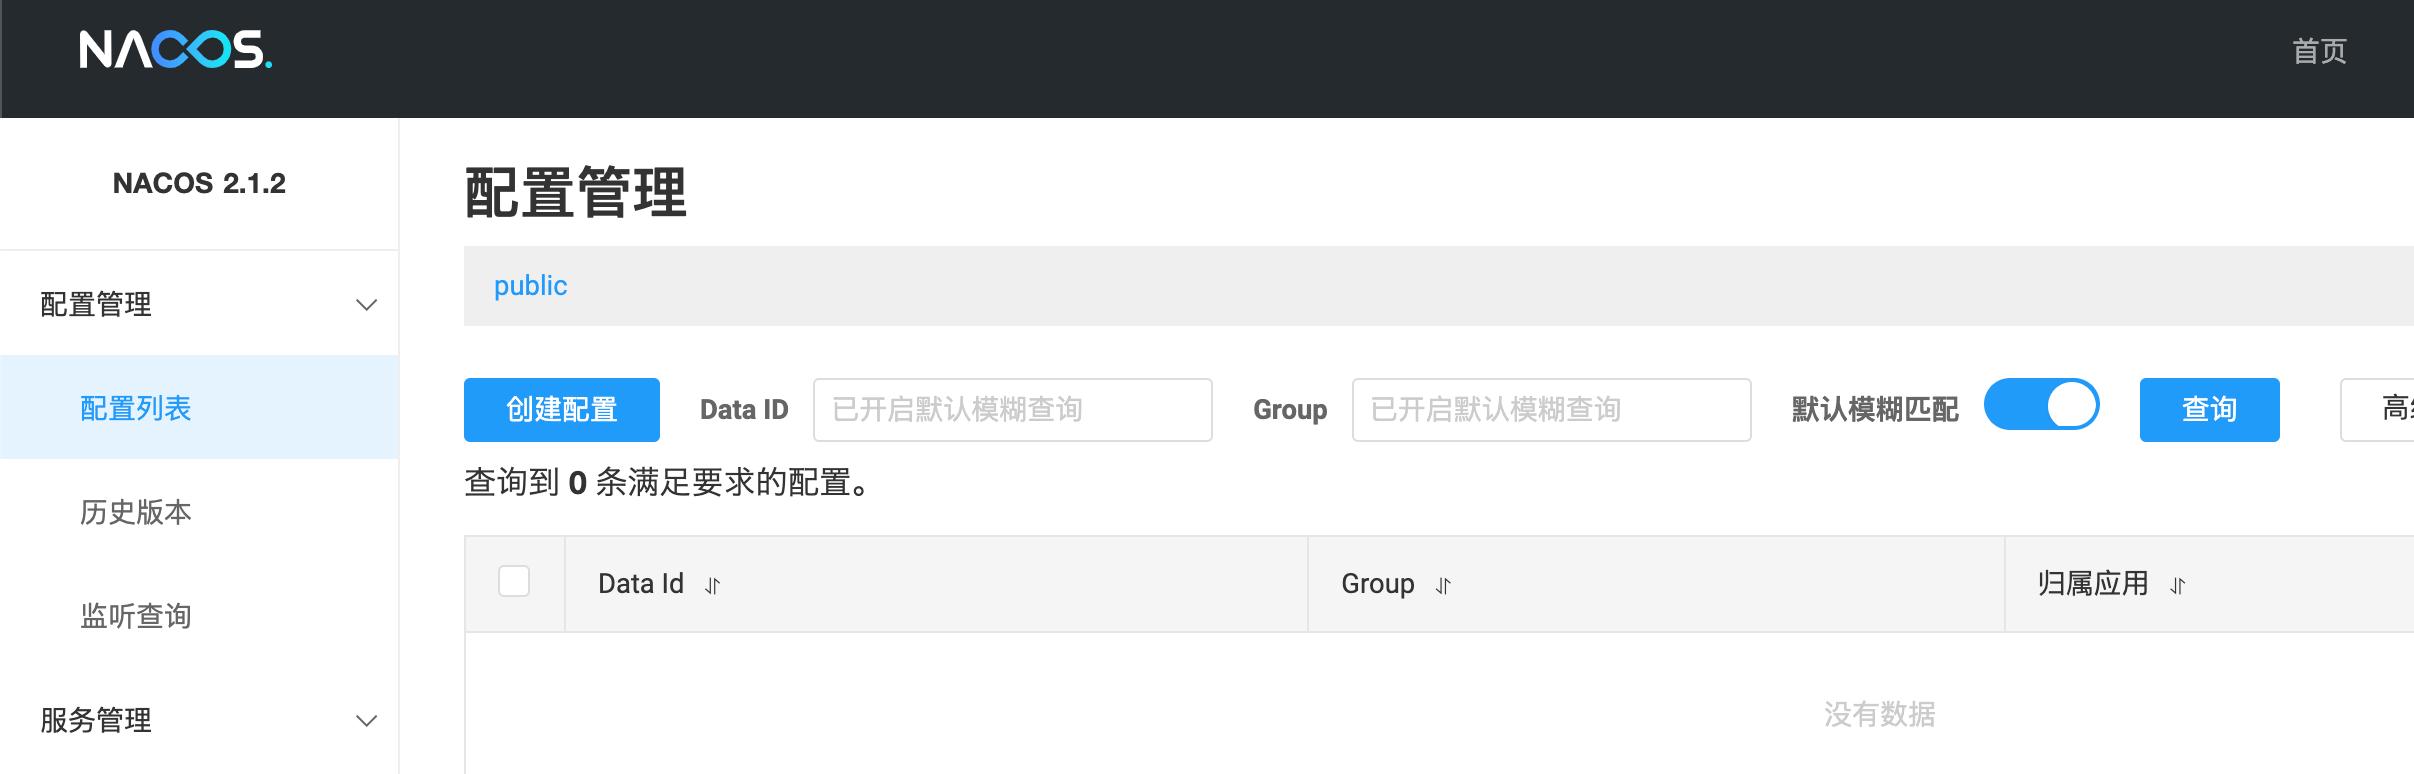 NACOS.
首页
NACOS 2.1.2
配置管理
配置列表
历史版本
监听查询
服务管理
配置管理
public
创建配置 Data ID 已开启默认模糊查询 Group 已开启默认模糊查询 默认模糊匹配 查询 高
查询到 0 条满足要求的配置。
Data Id Group 归属应用
没有数据